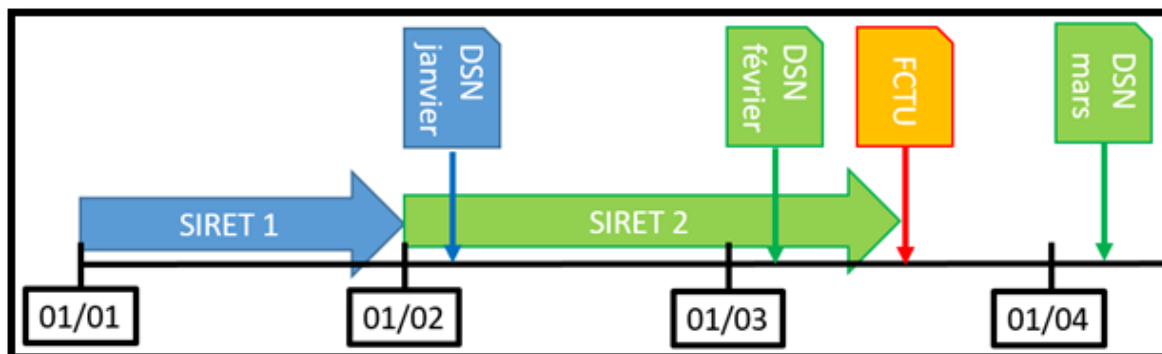 DSN
janvier
DSN
février
FCTU
DSN
mars
SIRET 1
SIRET 2
01/01
01/02
01/03
01/04